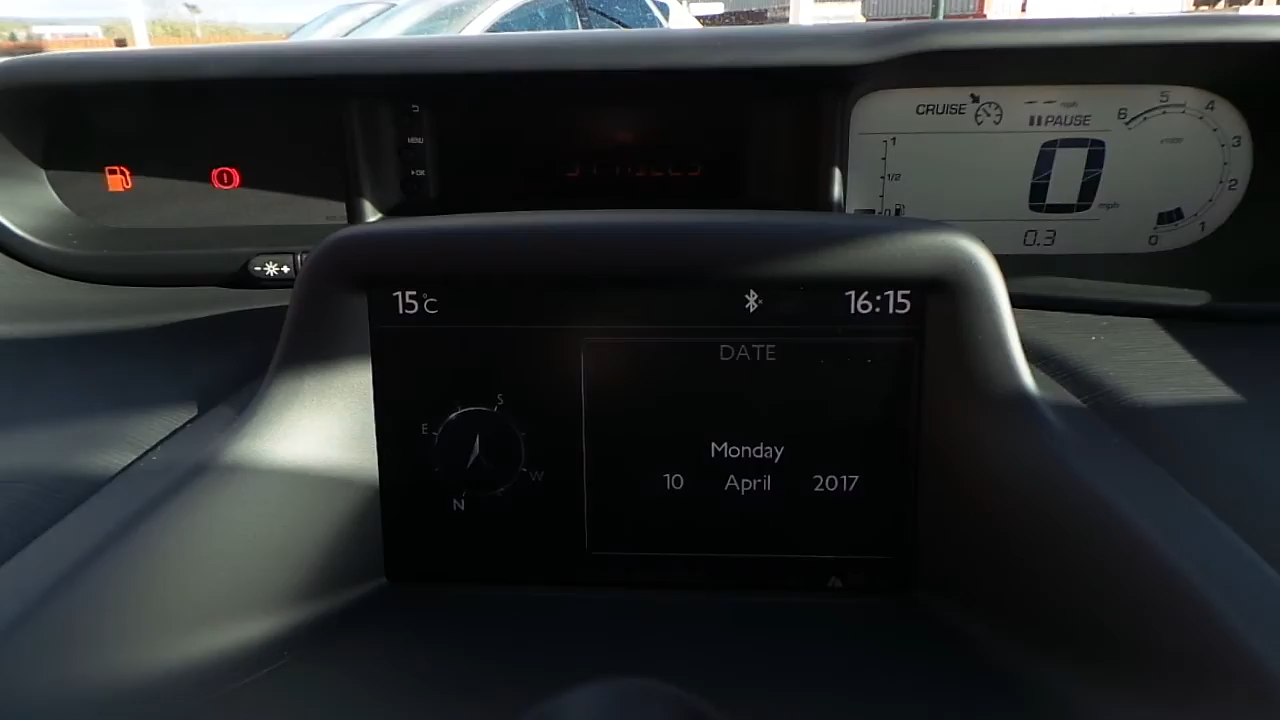 MENU
OK
CRUISE
-- mph
PAUSE
1
1/2
0
0
mph
0.3
6
5
4
3
2
1
0
- +
15°C
16:15
DATE
S
E
W
N
Monday
10 April 2017